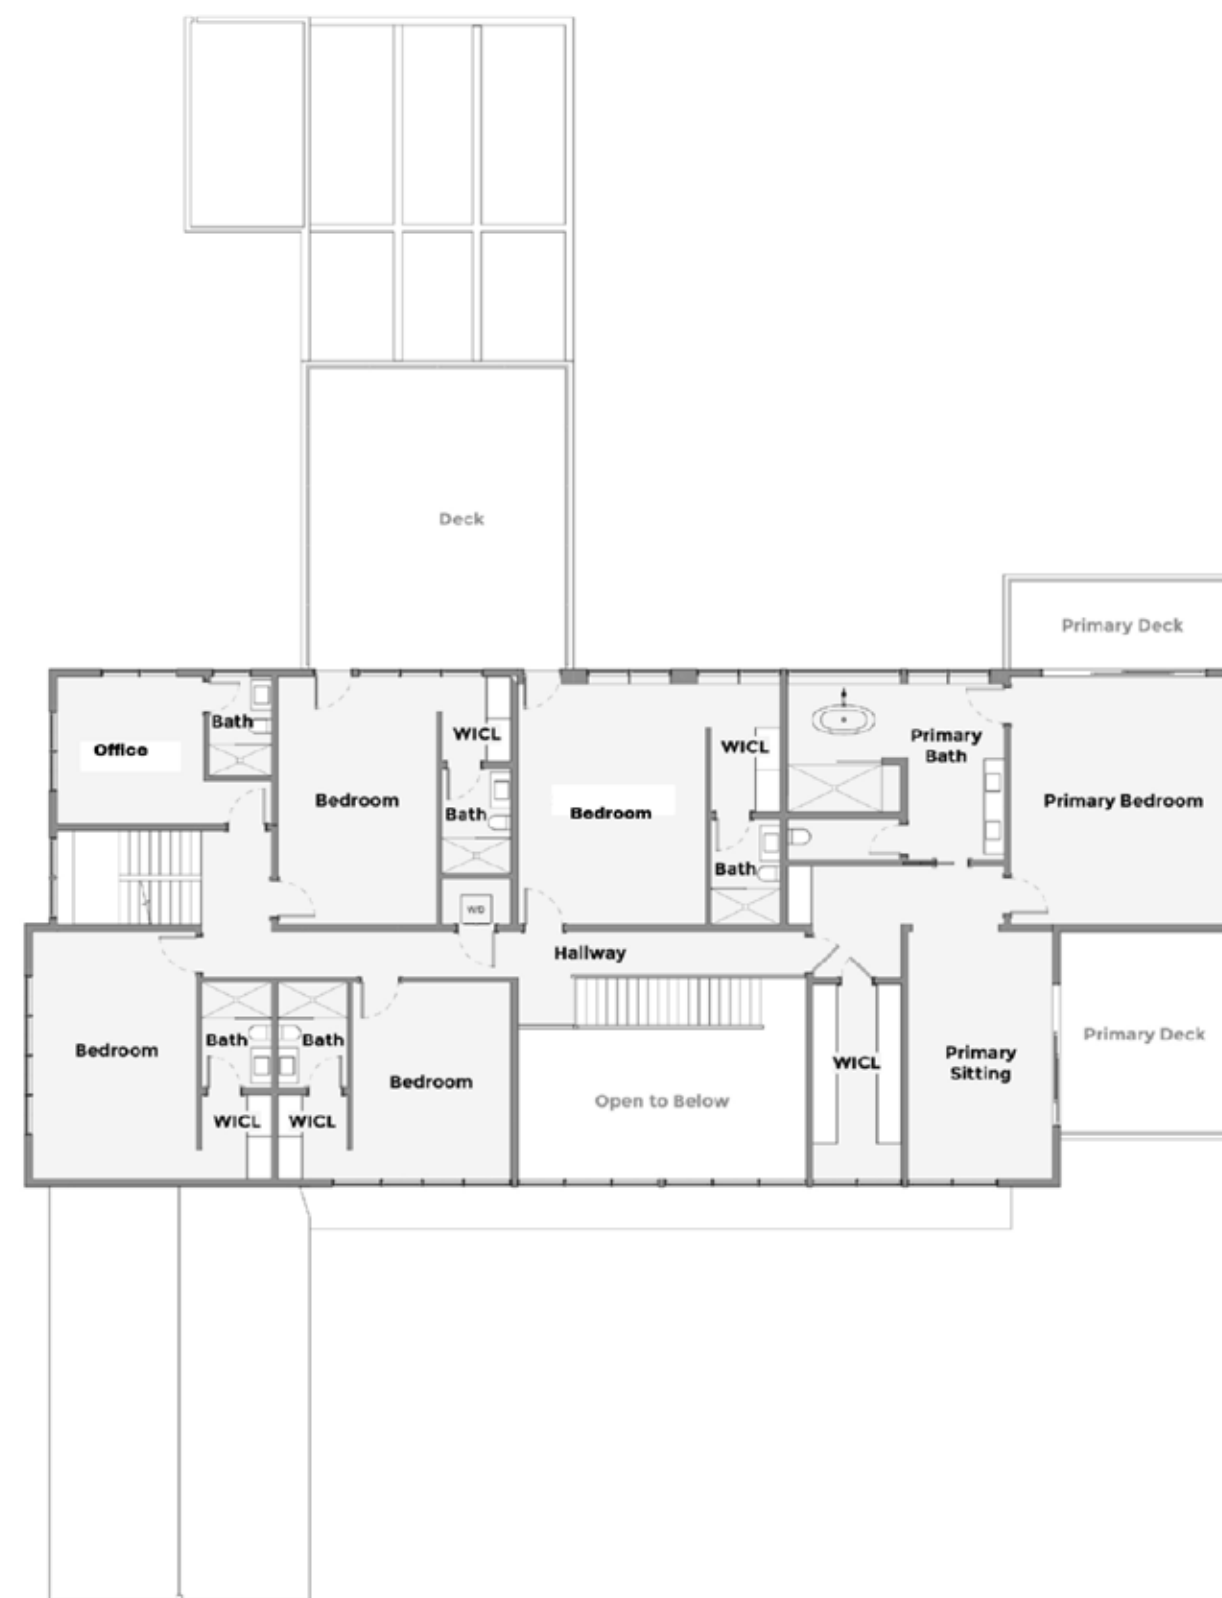 Deck
Primary Deck
Bath
WICL
Primary
Bath
WICL
Office
Bedroom
Primary Bedroom
Bedroom
Bath
Bath
WD
Hallway
Bath
Bath
Primary Deck
Bedroom
Primary
Sitting
WICL
Bedroom
Open to Below
WICL
WICL